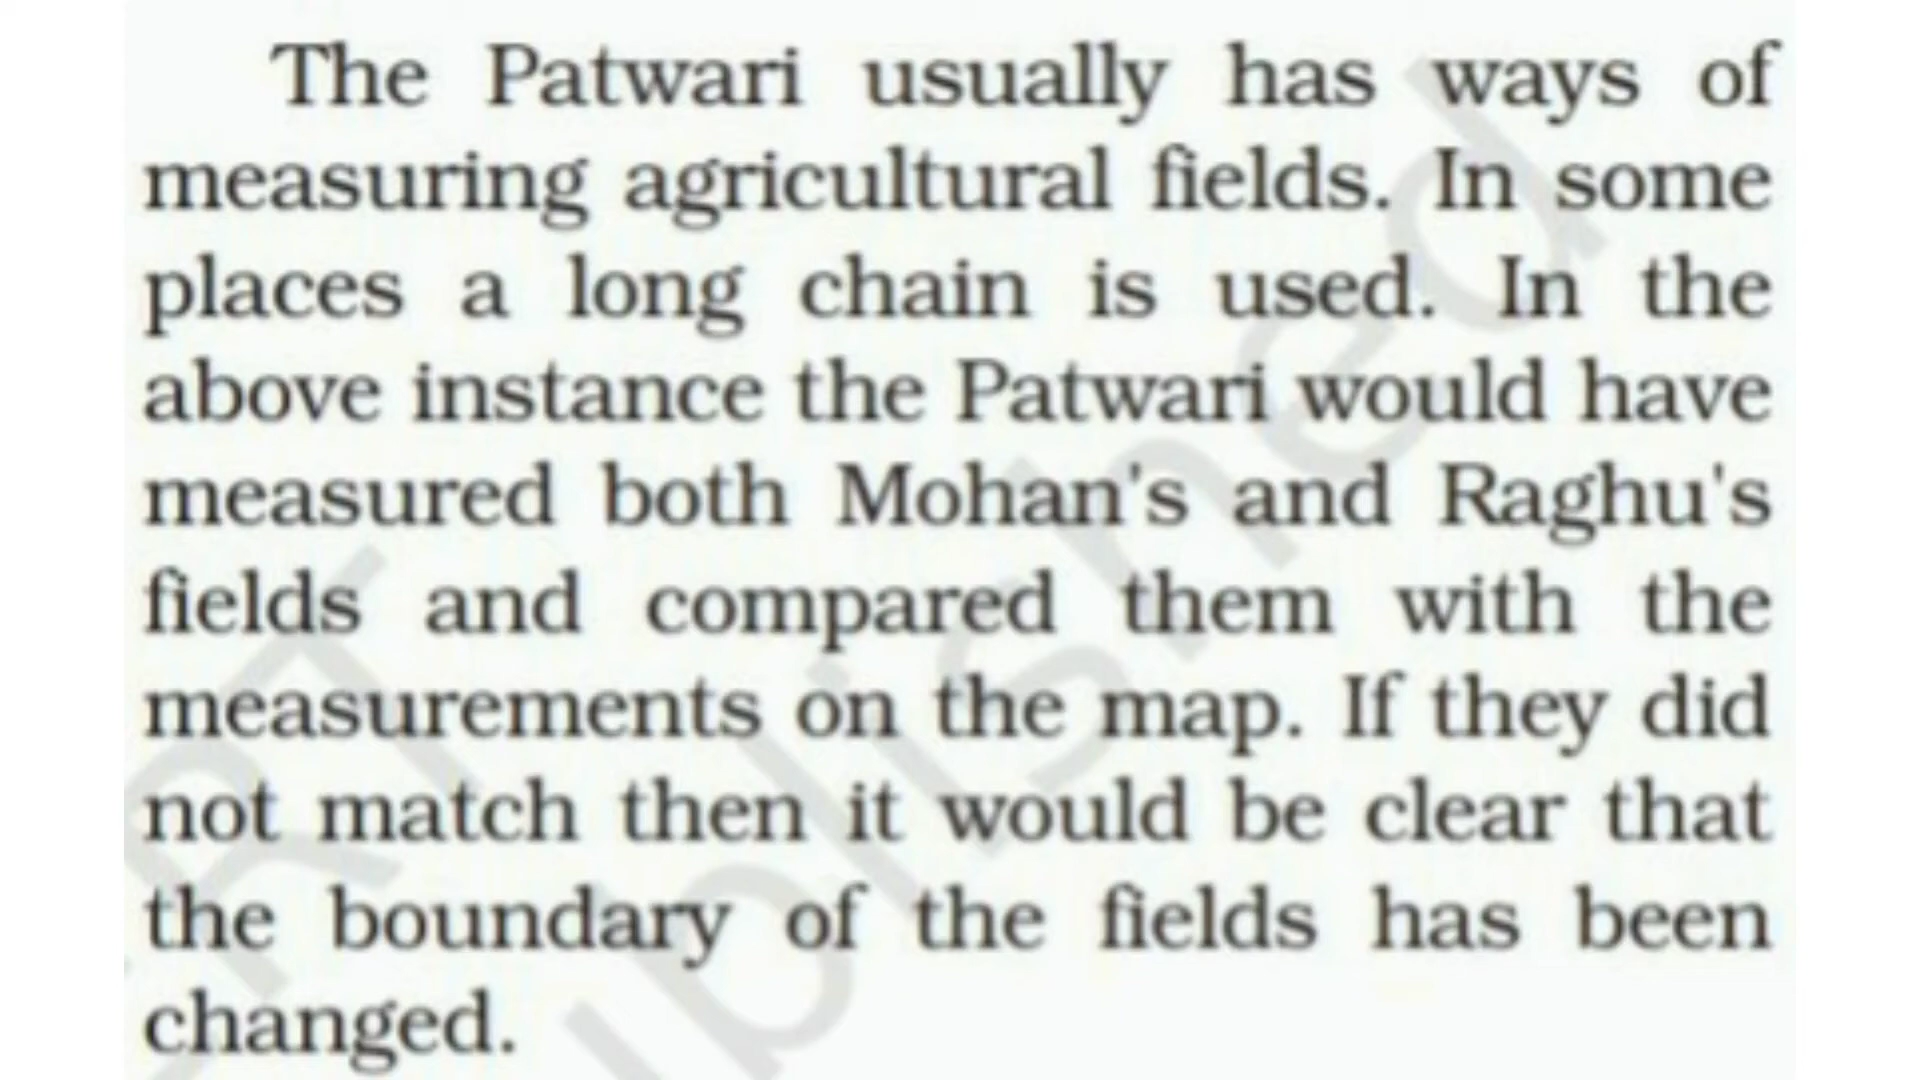 The Patwari usually has ways of
measuring agricultural fields. In some
places a long chain is used. In the
above instance the Patwari would have
measured both Mohan's and Raghu's
fields and compared them with the
measurements on the map. If they did
not match then it would be clear that
the boundary of the fields has been
changed.